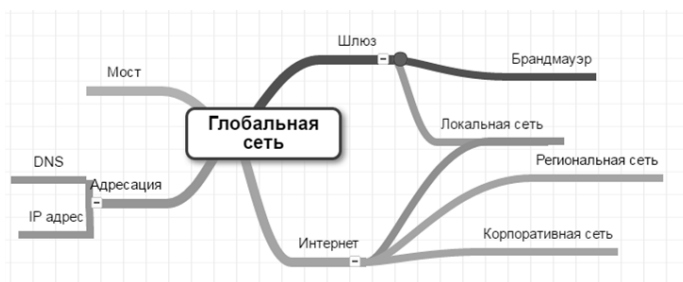 Шлюз
Брандмауэр
Мост
Глобальная
сеть
Локальная сеть
DNS
Региональная сеть
Адресация
IP адрес
Корпоративная сеть
Интернет